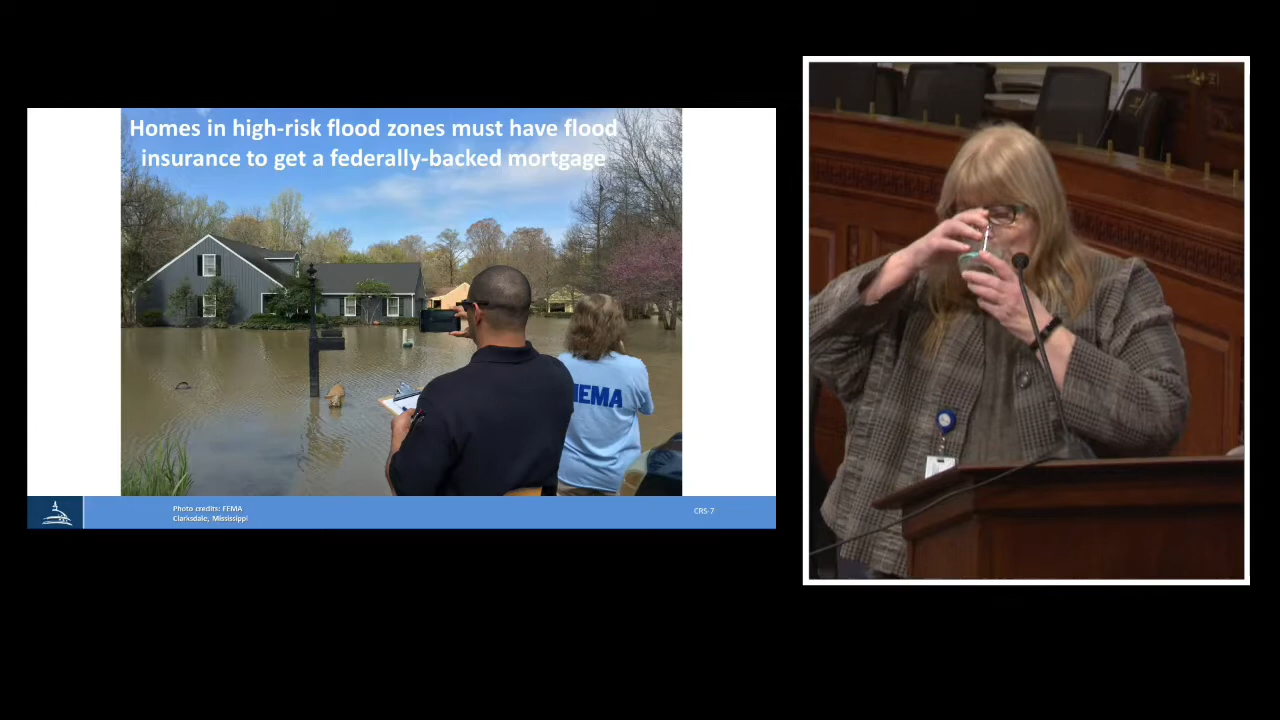 Homes in high-risk flood zones must have flood
insurance to get a federally-backed mortgage
FEMA
Photo credits: FEMA
Clarksdale, Mississippi
CRS-7